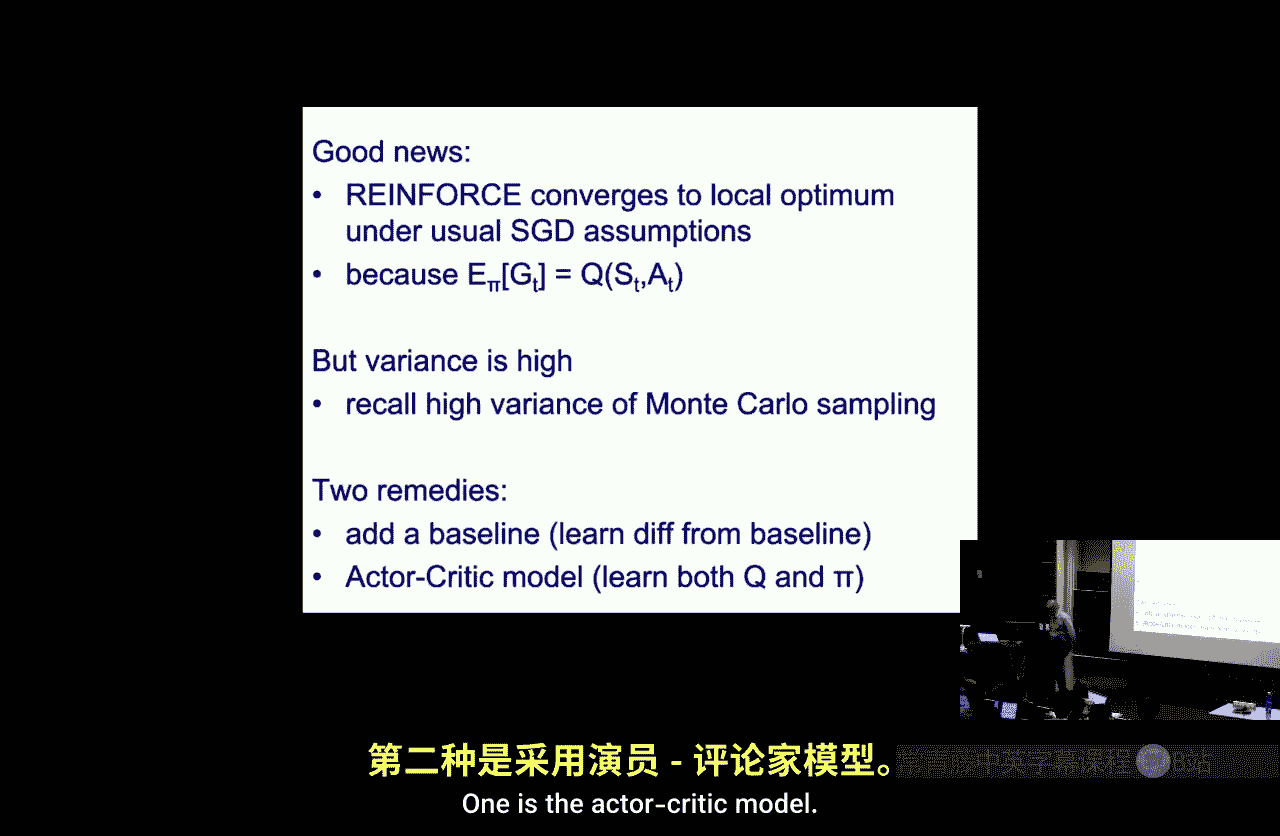 Good news:
• REINFORCE converges to local optimum
under usual SGD assumptions
• because Eπ[Gt] = Q(St,At)
But variance is high
• recall high variance of Monte Carlo sampling
Two remedies:
• add a baseline (learn diff from baseline)
• Actor-Critic model (learn both Q and π)
第二种是采用演员 - 评论家模型。
One is the actor-critic model.